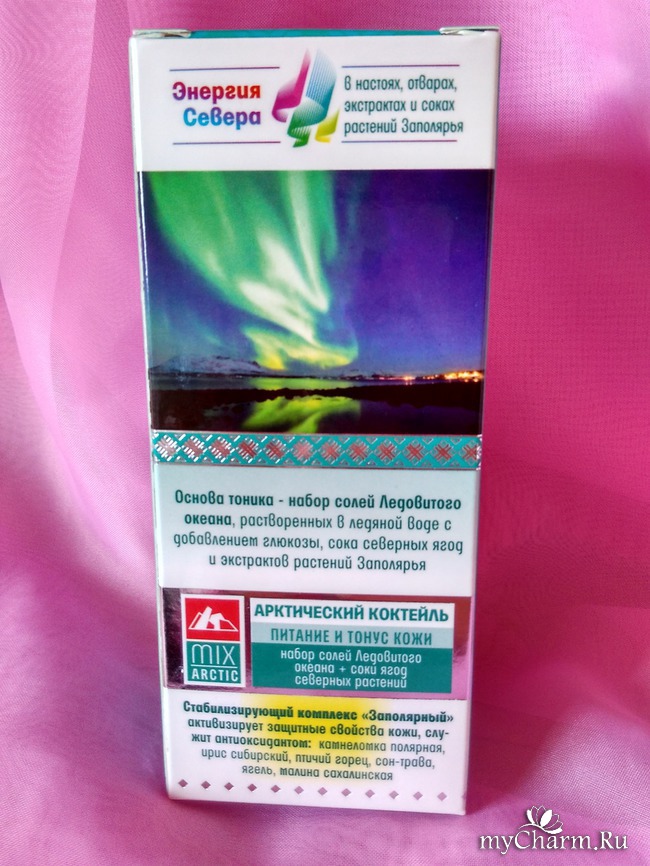 Энергия
Севера
в настоях, отварах,
экстрактах и соках
растений Заполярья
Основа тоника - набор солей Ледовитого
океана, растворенных в ледяной воде с
добавлением глюкозы, сока северных ягод
и экстрактов растений Заполярья
MIX
ARCTIC
АРКТИЧЕСКИЙ КОКТЕЙЛЬ
ПИТАНИЕ И ТОНУС КОЖИ
набор солей Ледовитого
океана + соки ягод
северных растений
Стабилизирующий комплекс «Заполярный»
активизирует защитные свойства кожи, слу-
жит антиоксидантом: камнеломка полярная,
ирис сибирский, птичий горец, сон-трава,
ягель, малина сахалинская
myCharm.Ru